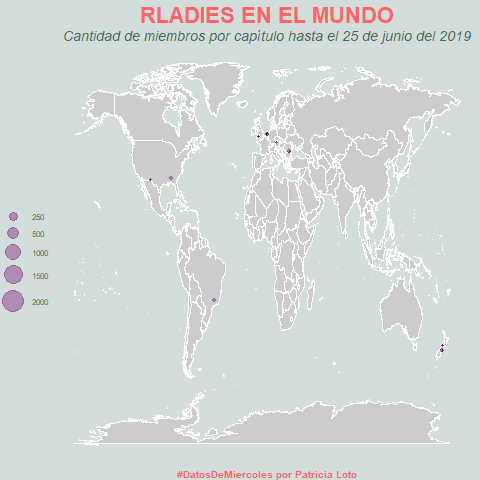 RLADIES EN EL MUNDO
Cantidad de miembros por capítulo hasta el 25 de junio del 2019
250
500
1000
1500
2000
#DatosDeMiercoles por Patricia Loto